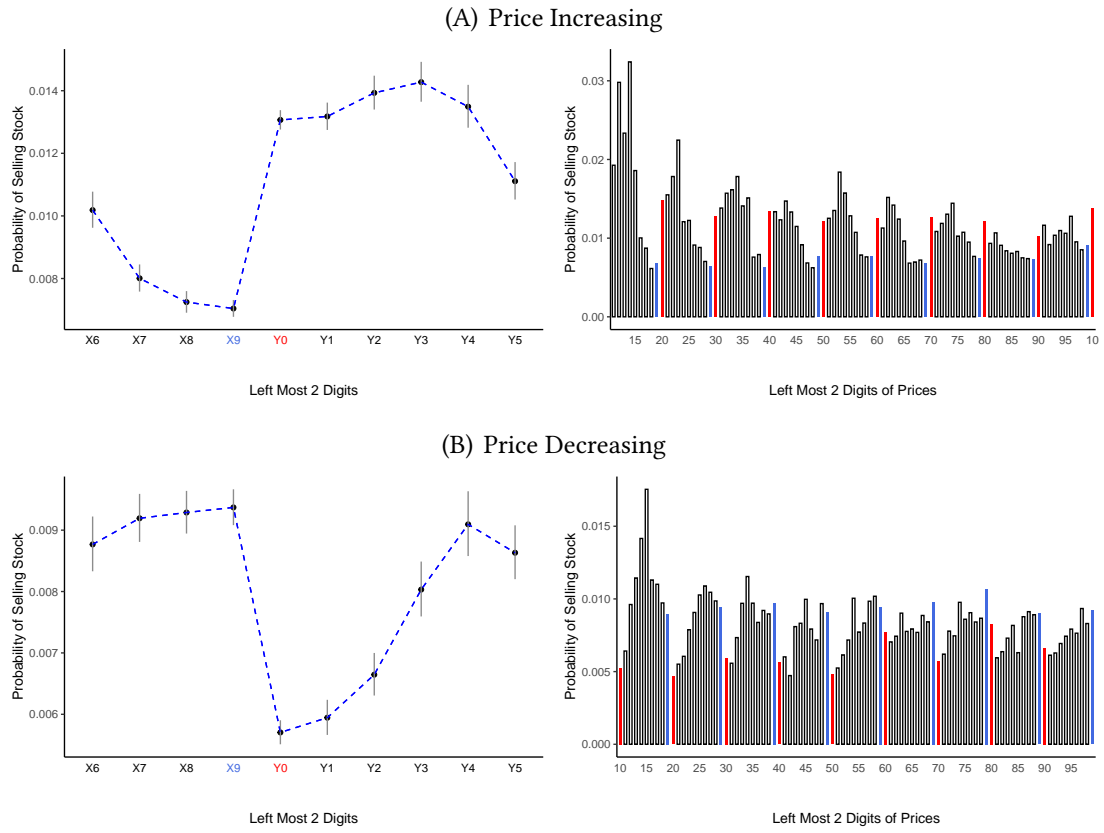 (A) Price Increasing
Probability of Selling Stock
0.014
0.012
0.010
0.008
X6 X7 X8 X9 Y0 Y1 Y2 Y3 Y4 Y5
Left Most 2 Digits
Probability of Selling Stock
0.03
0.02
0.01
0.00
15 20 25 30 35 40 45 50 55 60 65 70 75 80 85 90 95 10
Left Most 2 Digits of Prices
(B) Price Decreasing
Probability of Selling Stock
0.009
0.008
0.007
0.006
X6 X7 X8 X9 Y0 Y1 Y2 Y3 Y4 Y5
Left Most 2 Digits
Probability of Selling Stock
0.015
0.010
0.005
0.000
10 15 20 25 30 35 40 45 50 55 60 65 70 75 80 85 90 95
Left Most 2 Digits of Prices